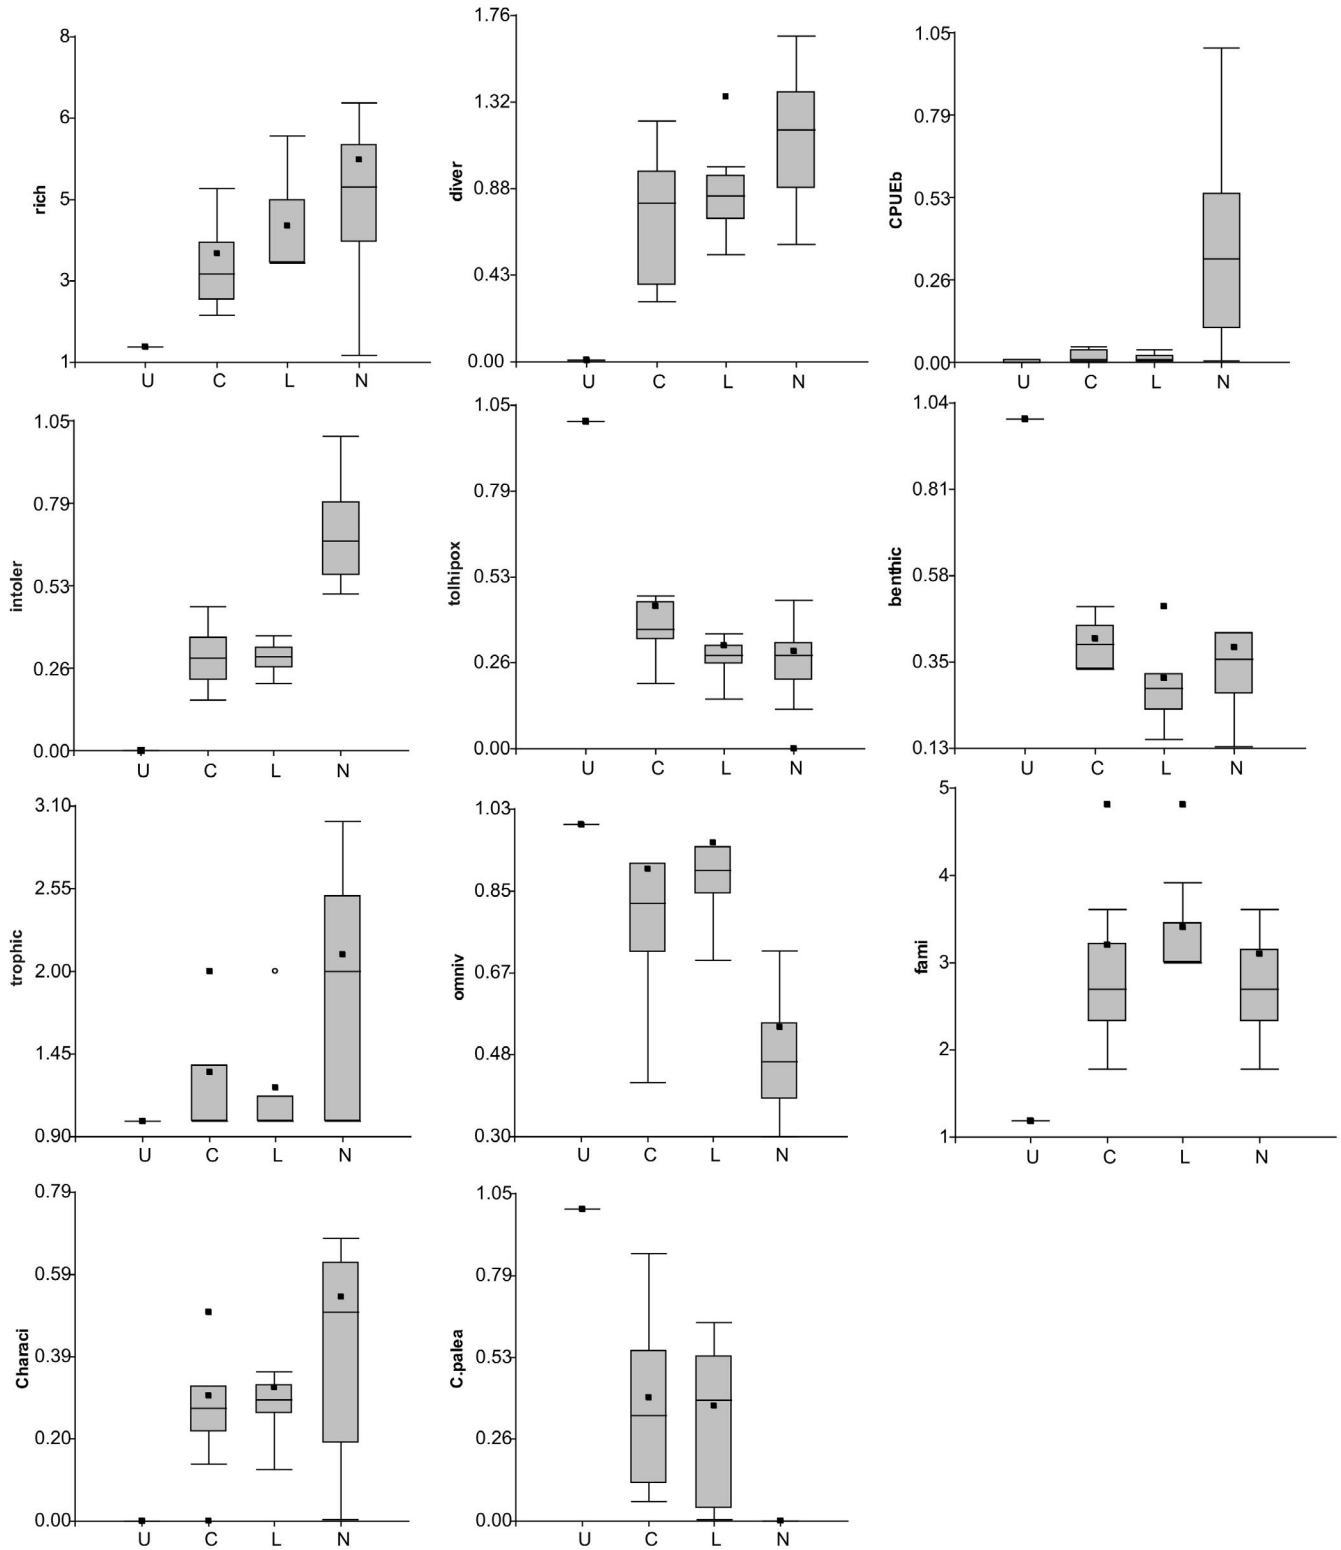 rich
8
6
5
3
1
U C L N
diver
1.76
1.32
0.88
0.43
0.00
U C L N
CPUEb
1.05
0.79
0.53
0.26
0.00
U C L N
intoler
1.05
0.79
0.53
0.26
0.00
U C L N
tolhipox
1.05
0.79
0.53
0.26
0.00
U C L N
benthic
1.04
0.81
0.58
0.35
0.13
U C L N
trophic
3.10
2.55
2.00
1.45
0.90
U C L N
omniv
1.03
0.85
0.67
0.48
0.30
U C L N
fami
5
4
3
2
1
U C L N
Characi
0.79
0.59
0.39
0.20
0.00
U C L N
C.palea
1.05
0.79
0.53
0.26
0.00
U C L N